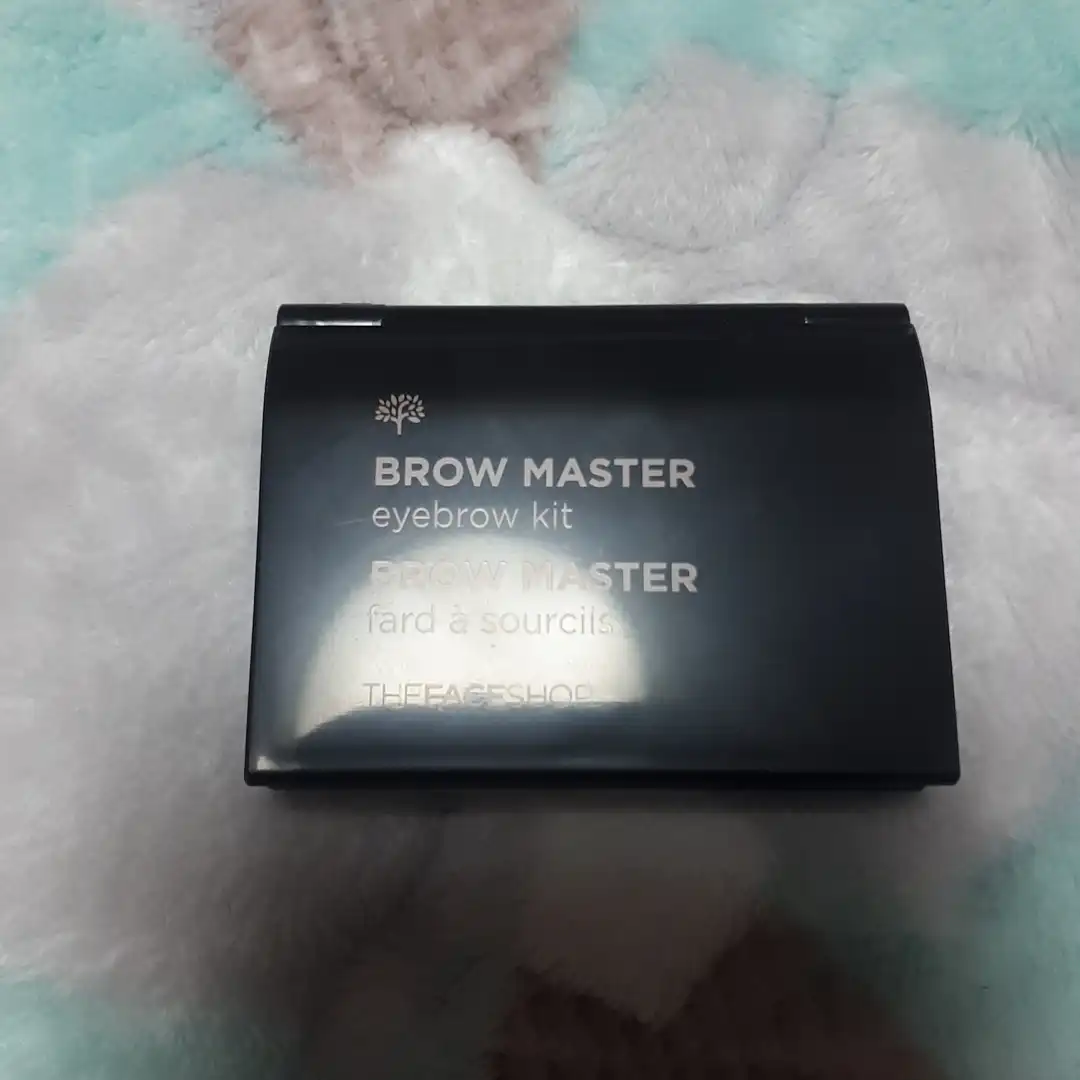 BROW MASTER
eyebrow kit
BROW MASTER
fard à sourcils
THEFACESHOP